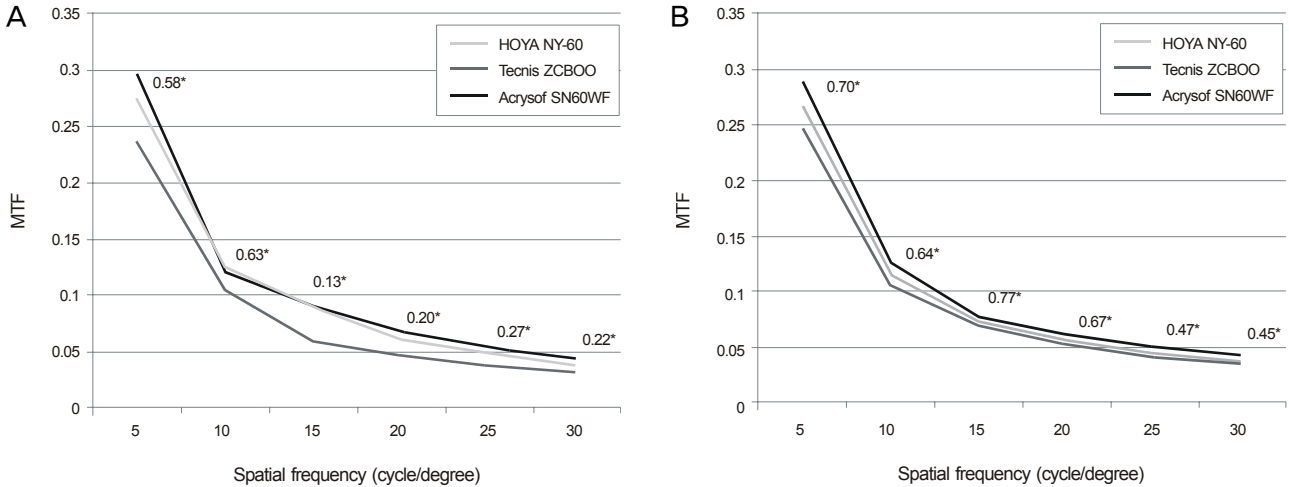 A
0.35
0.3
0.25
0.2
0.15
0.1
0.05
0
MTF
HOYA NY-60
Tecnis ZCBOO
Acrysof SN60WF
0.58*
0.63*
0.13*
0.20*
0.27*
0.22*
5 10 15 20 25 30
Spatial frequency (cycle/degree)
B
0.35
0.3
0.25
0.2
0.15
0.1
0.05
0
MTF
HOYA NY-60
Tecnis ZCBOO
Acrysof SN60WF
0.70*
0.64*
0.77*
0.67*
0.47*
0.45*
5 10 15 20 25 30
Spatial frequency (cycle/degree)